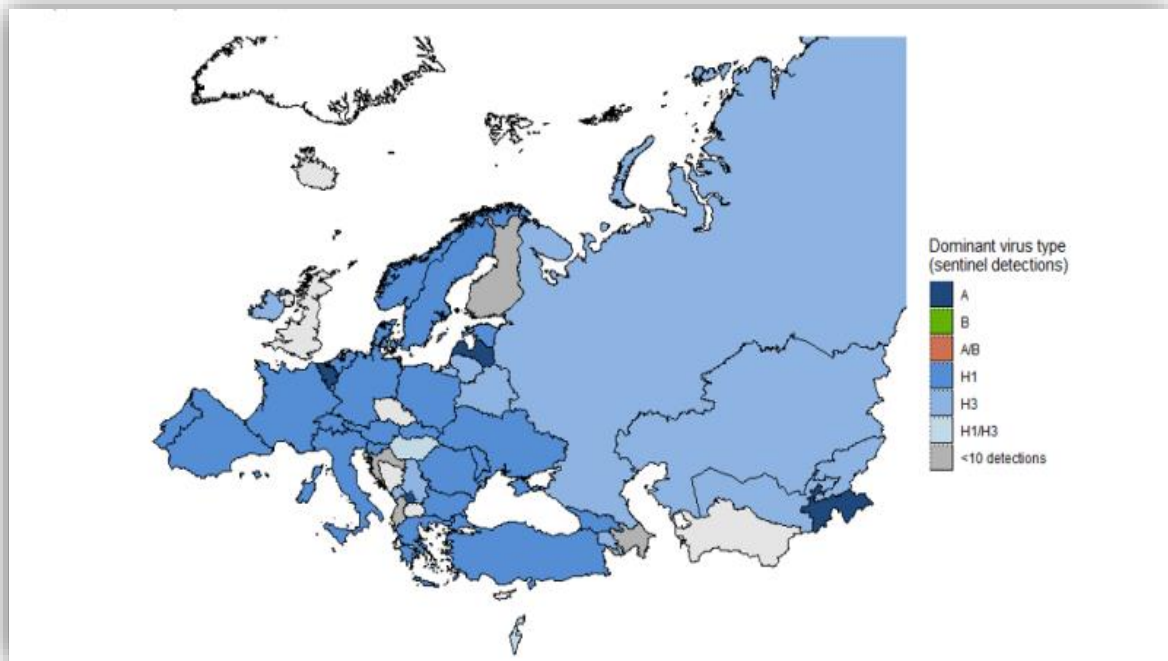 Dominant virus type
(sentinel detections)
A
B
A/B
H1
H3
H1/H3
<10 detections